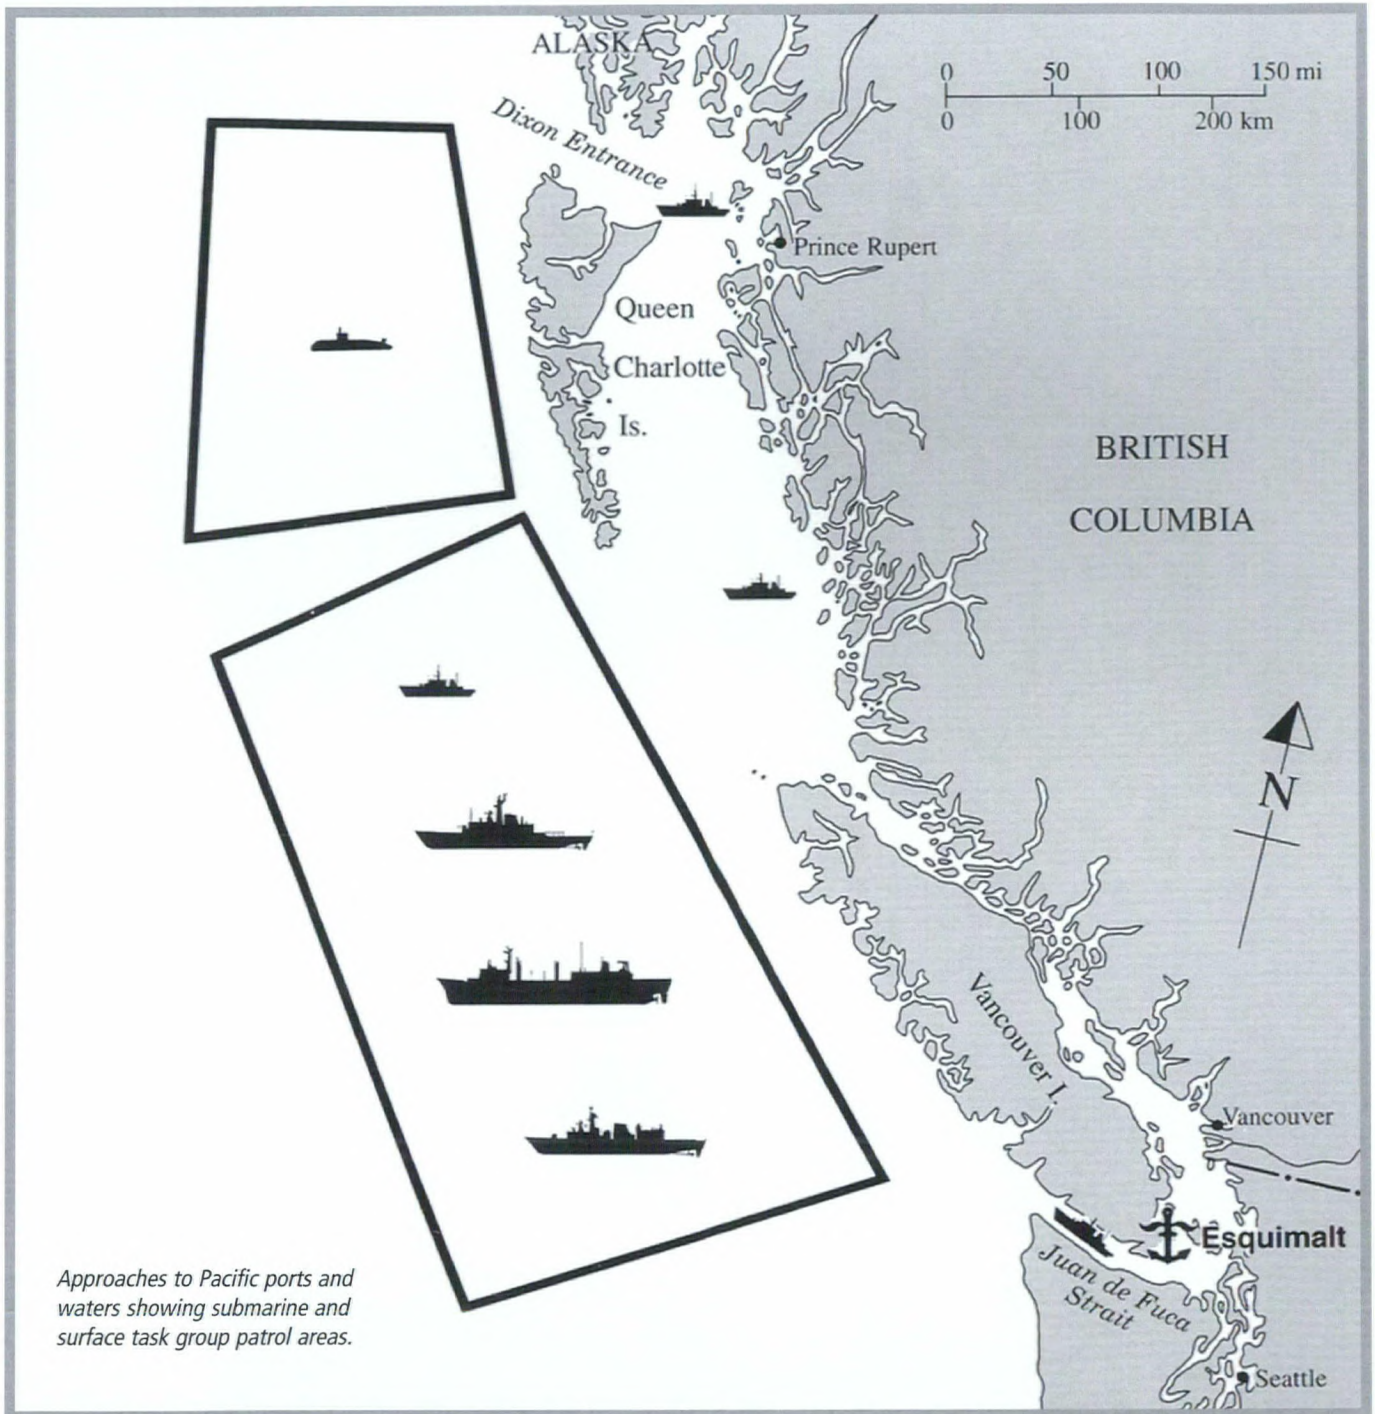 ALASKA
Dixon Entrance
0 50 100 150 mi
0 100 200 km
Prince Rupert
Queen
Charlotte
Is.
BRITISH
COLUMBIA
N
Vancouver I.
Vancouver
Esquimalt
Juan de Fuca
Strait
Seattle
Approaches to Pacific ports and
waters showing submarine and
surface task group patrol areas.